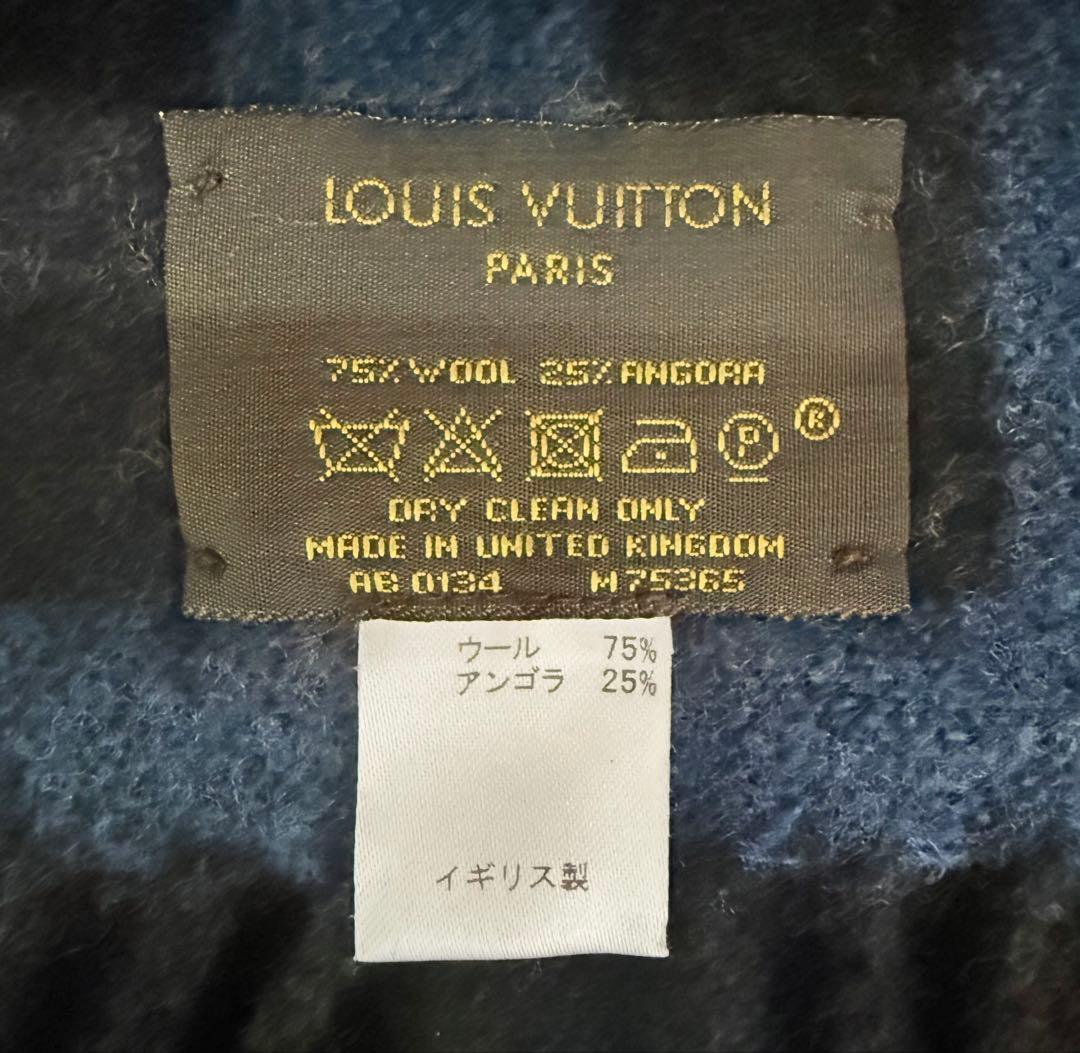 LOUIS VUITTON
PARIS
75% WOOL 25% ANGORA
P ®
DRY CLEAN ONLY
MADE IN UNITED KINGDOM
AB 0134 M75365
ウール 75%
アンゴラ 25%
イギリス製